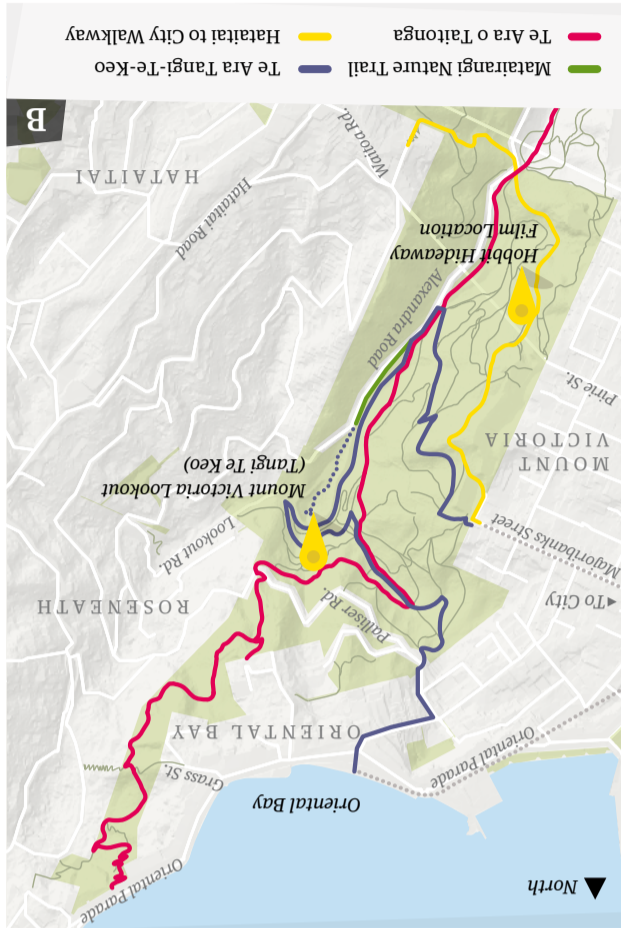 North
Oriental Parade
Oriental Bay
Grass St.
Oriental Parade
ORIENTAL BAY
◂To City
Palliser Rd.
ROSENEATH
Majoribanks Street
Lookout Rd.
Mount Victoria Lookout
(Tangi Te Keo)
MOUNT
VICTORIA
Pirie St.
Alexandra Road
Hobbit Hideaway
Film Location
Hataitai Road
HATAITAI
Waitoa Rd.
B
Matairangi Nature Trail
Te Ara Tangi-Te-Keo
Te Ara o Taitonga
Hataitai to City Walkway